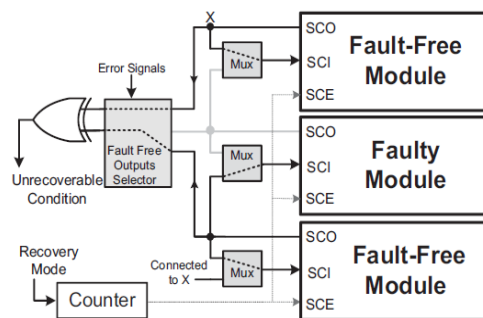 X
SCO
Fault-Free
Module
Mux
SCI
SCE
Error Signals
Fault Free
Outputs
Selector
Unrecoverable
Condition
SCO
Faulty
Module
Mux
SCI
SCE
SCO
Fault-Free
Module
Connected
to X
Mux
SCI
SCE
Recovery
Mode
Counter